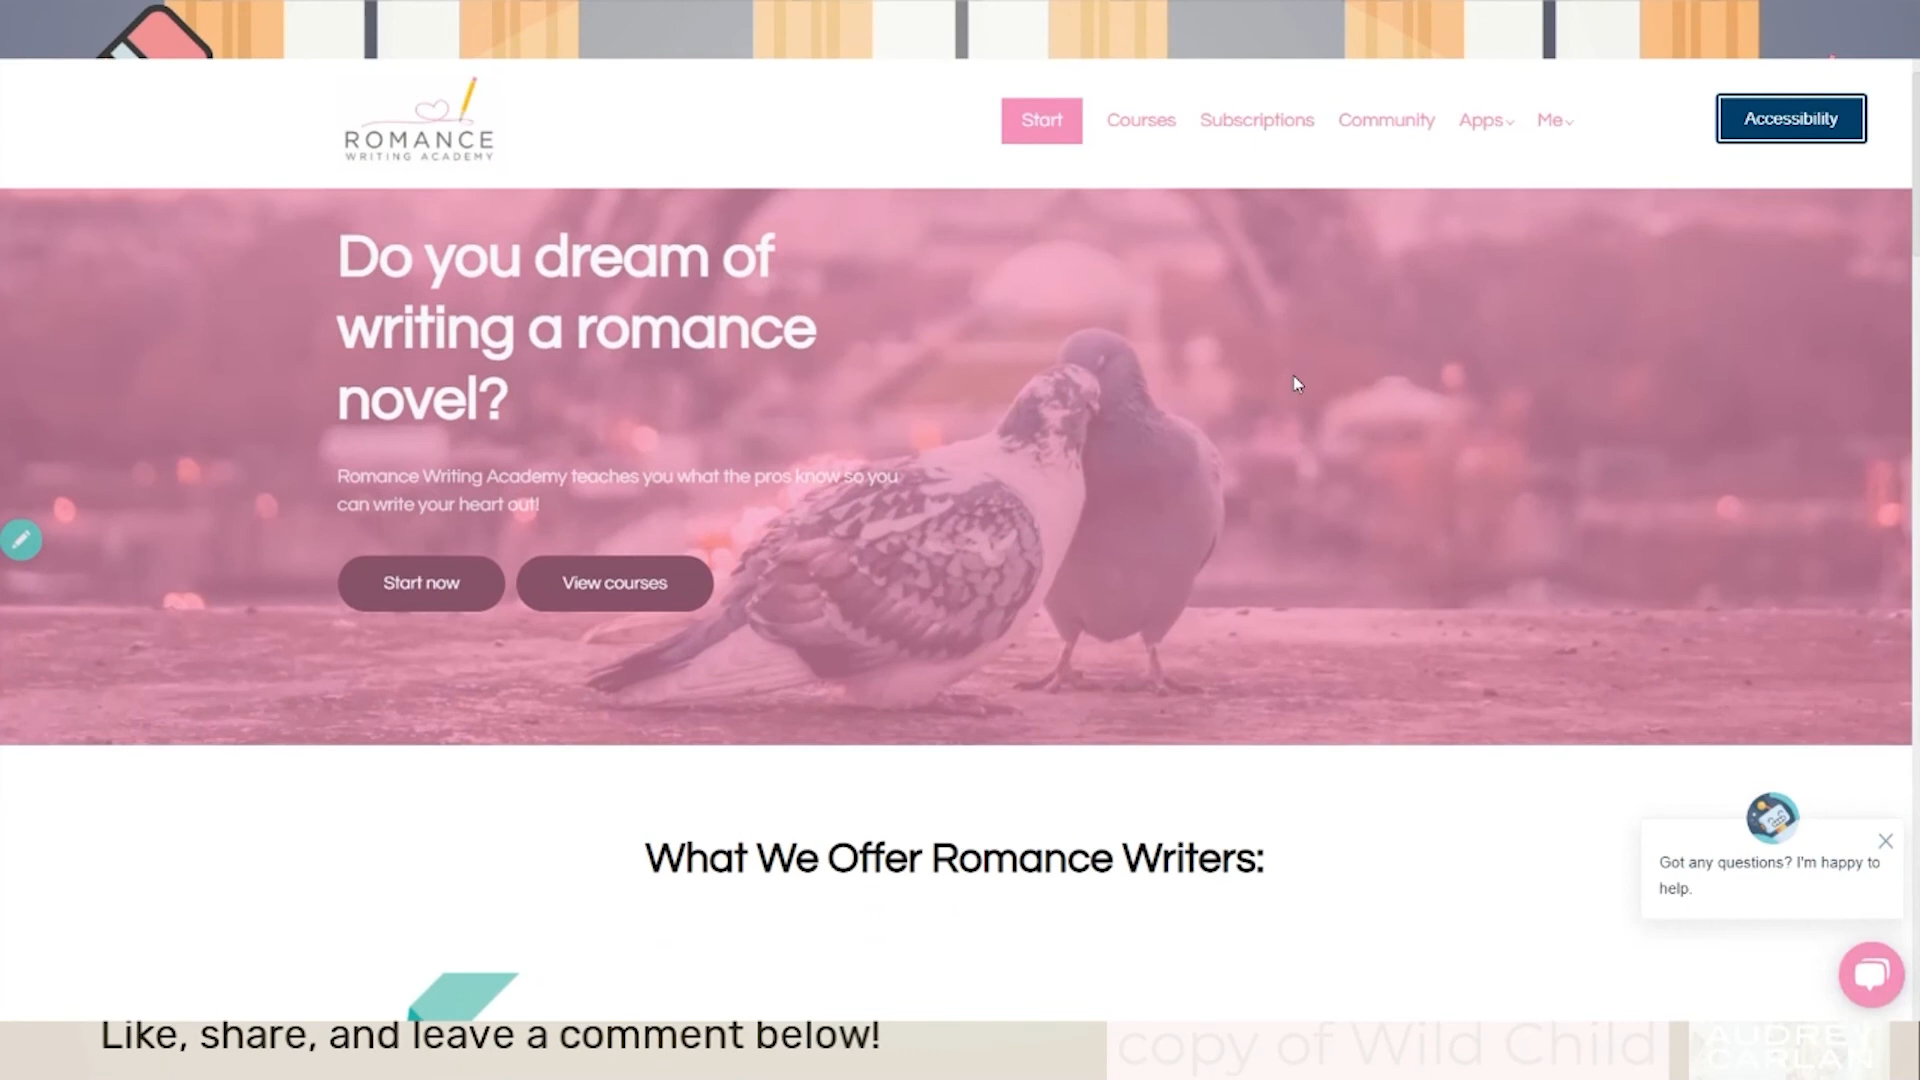 ROMANCE
WRITING ACADEMY
Start
Courses
Subscriptions
Community
Apps
Me
Accessibility
Do you dream of
writing a romance
novel?
Romance Writing Academy teaches you what the pros know so you
can write your heart out!
Start now
View courses
What We Offer Romance Writers:
Got any questions? I'm happy to
help.
Like, share, and leave a comment below!
copy of Wild Child
AUDREY
CARLAN